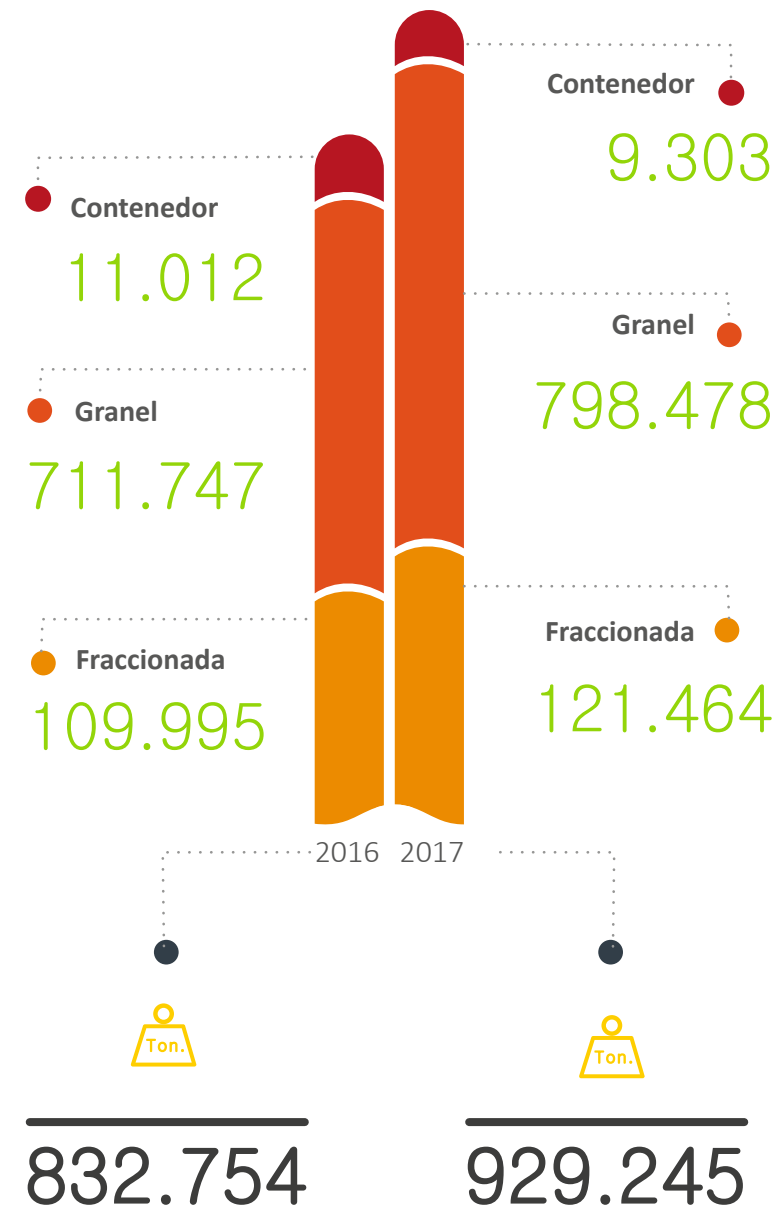 Contenedor
11.012
Granel
711.747
Fraccionada
109.995
Contenedor
9.303
Granel
798.478
Fraccionada
121.464
2016 2017
Ton.
832.754
Ton.
929.245